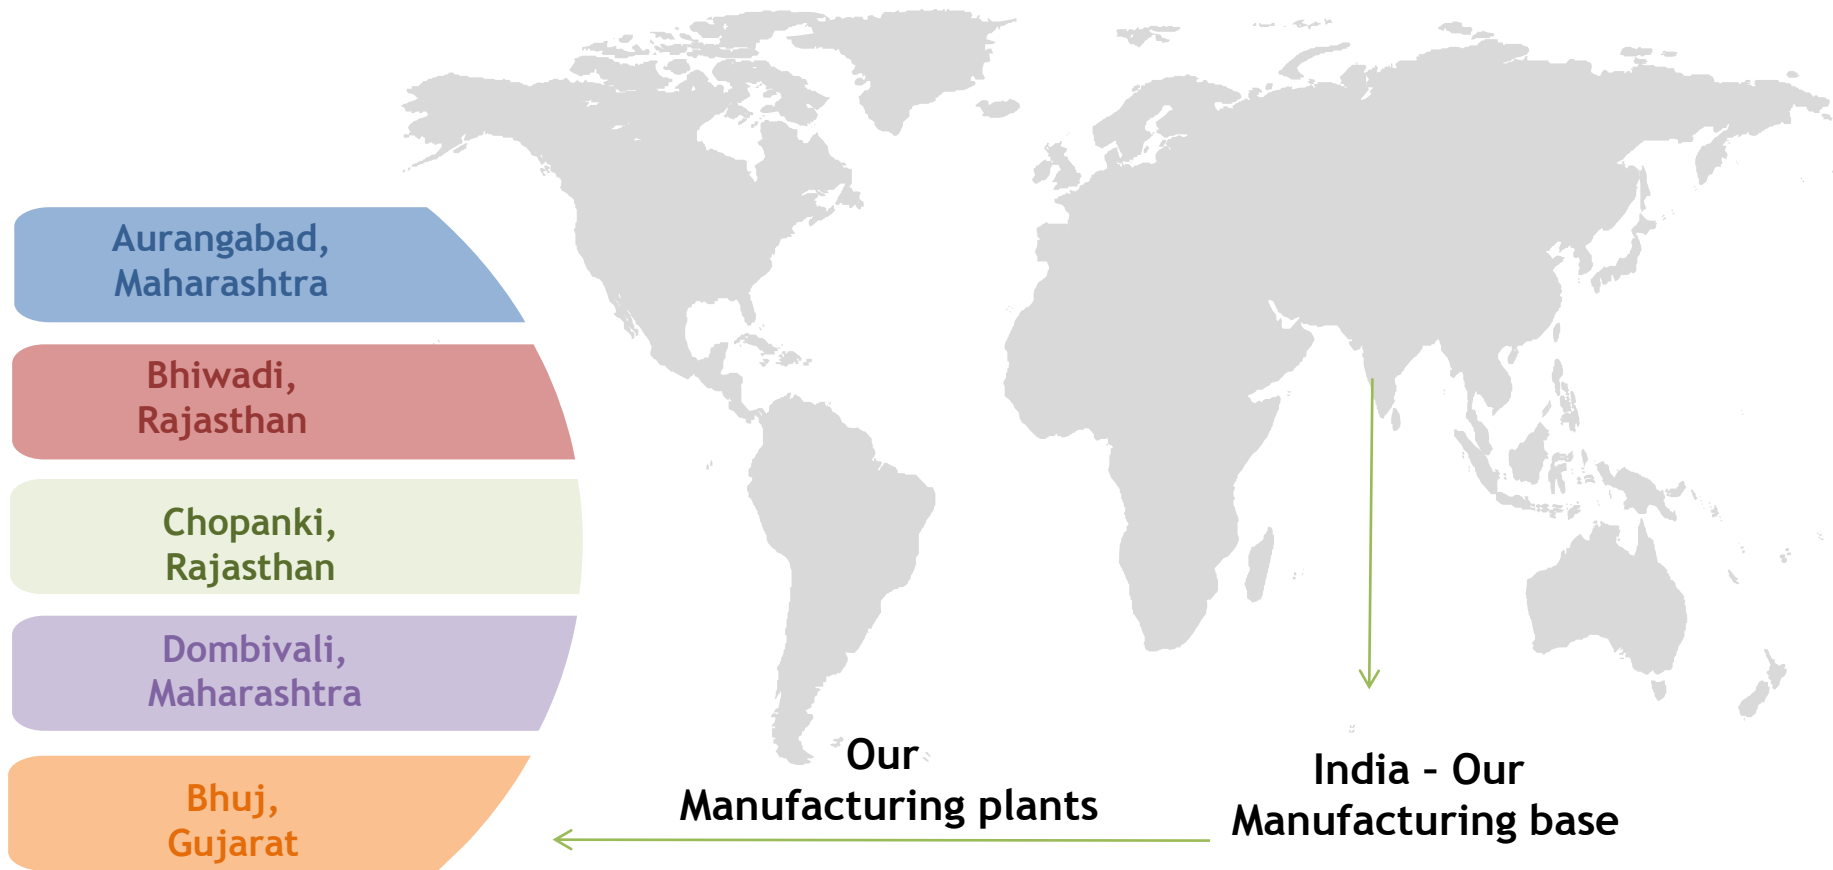 Aurangabad,
Maharashtra
Bhiwadi,
Rajasthan
Chopanki,
Rajasthan
Dombivali,
Maharashtra
Bhuj,
Gujarat
Our
Manufacturing plants
India – Our
Manufacturing base